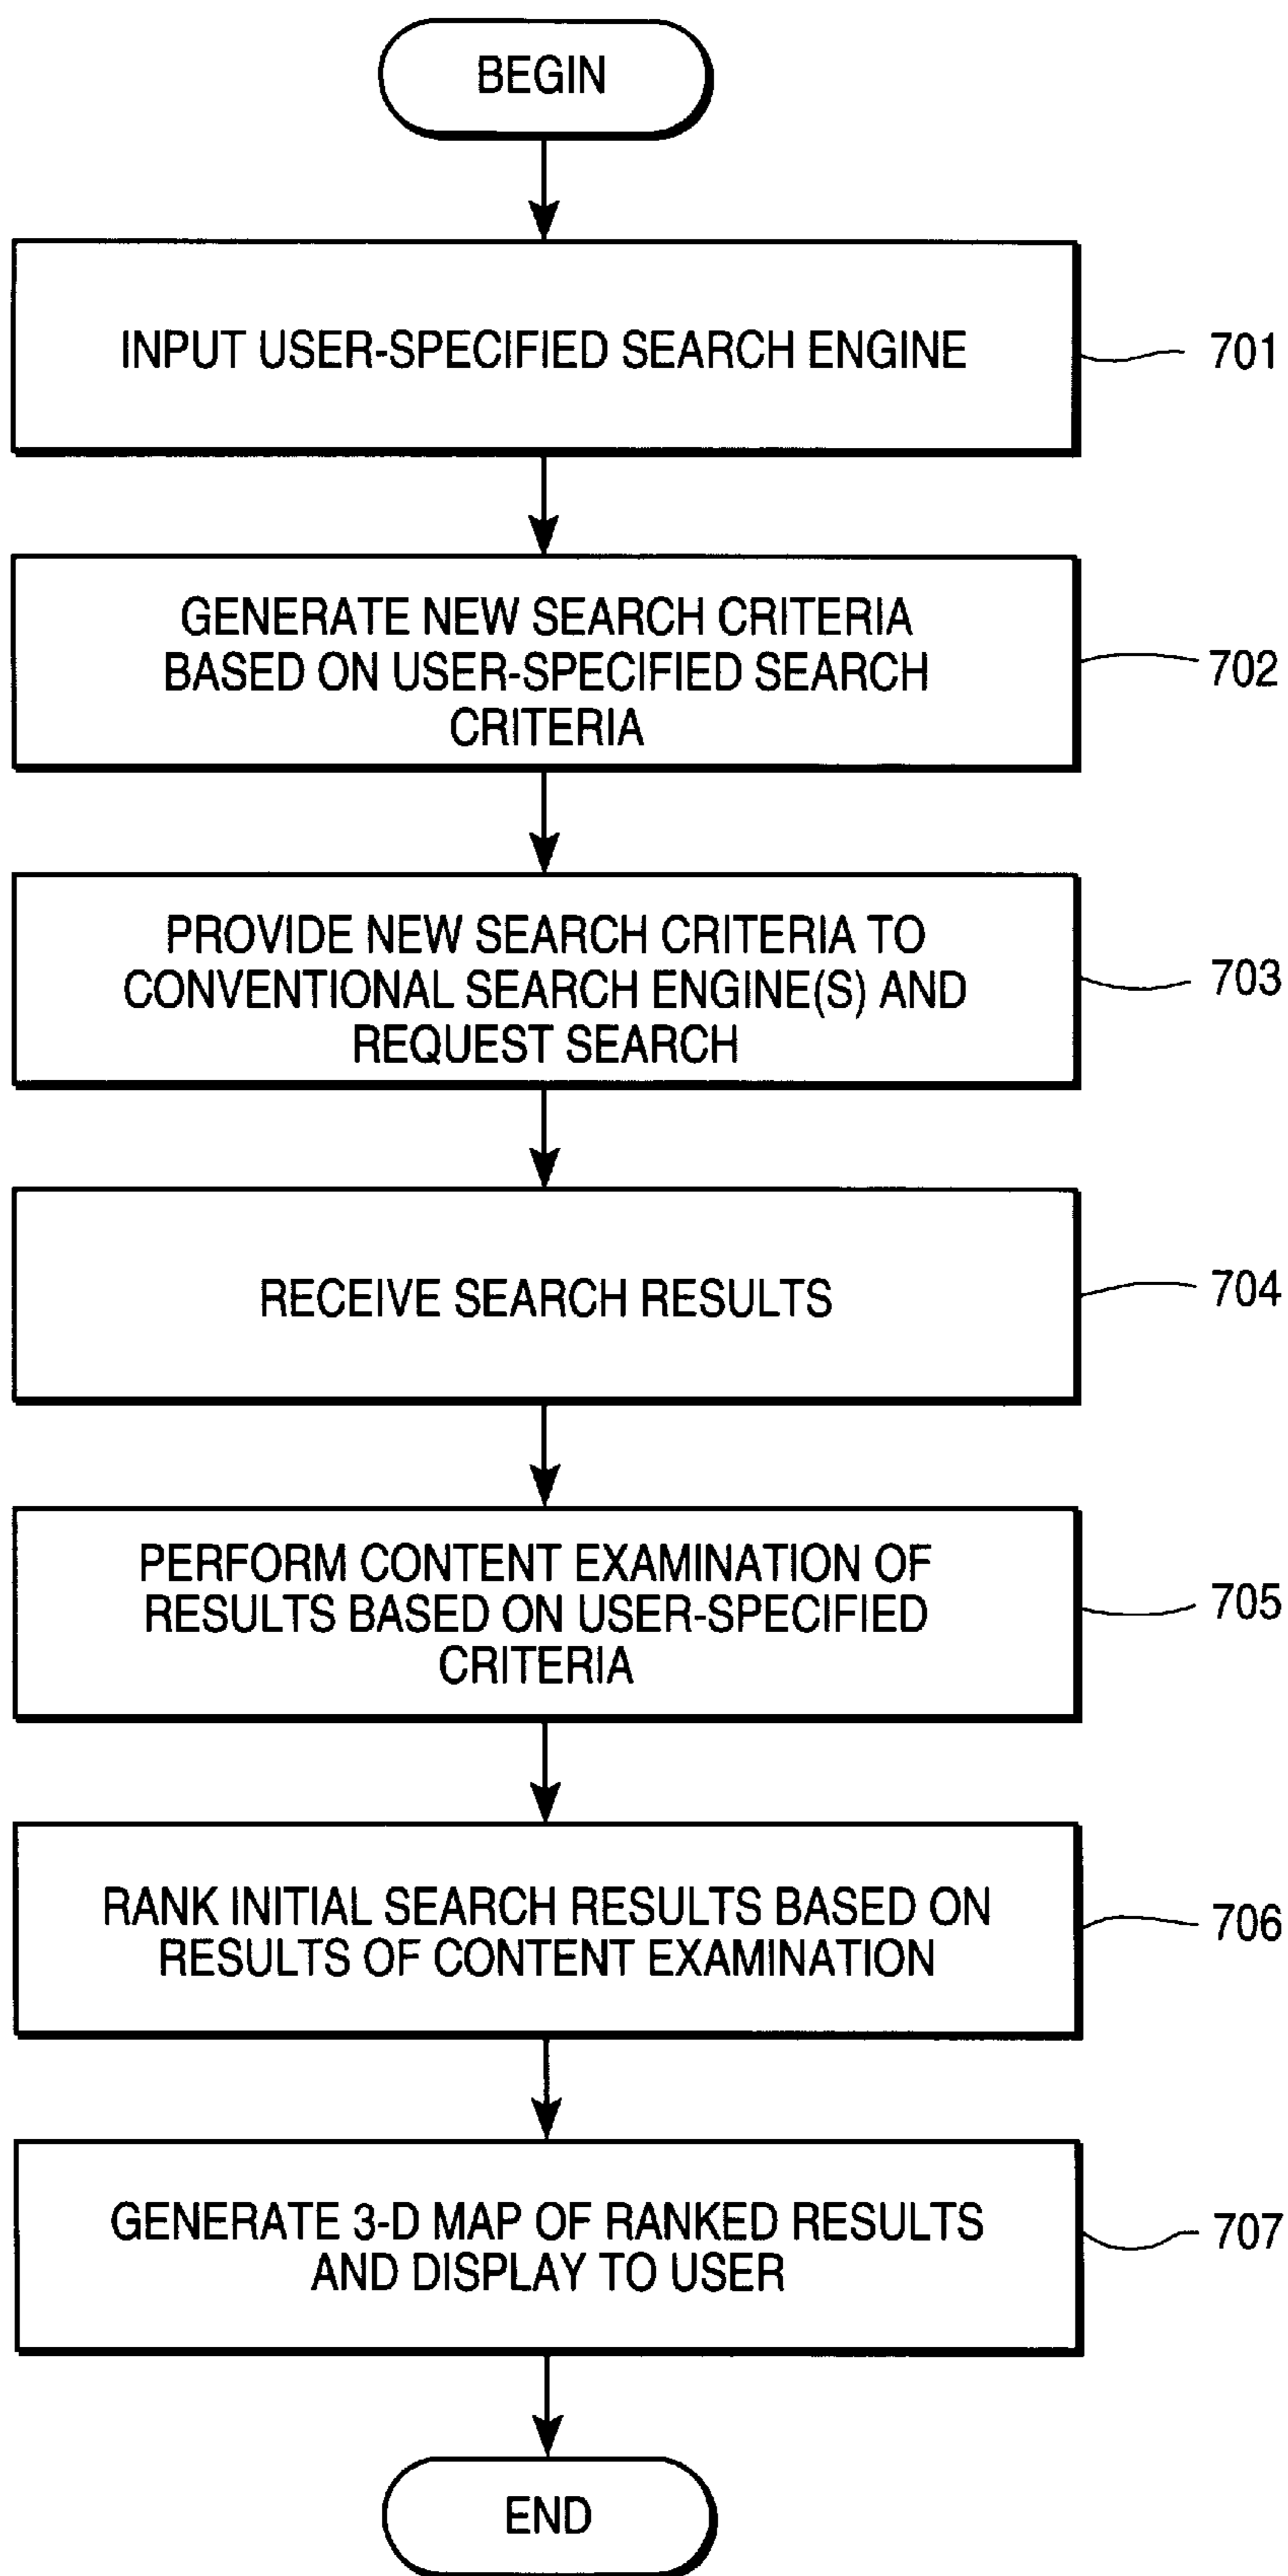 BEGIN
INPUT USER-SPECIFIED SEARCH ENGINE
701
GENERATE NEW SEARCH CRITERIA
BASED ON USER-SPECIFIED SEARCH
CRITERIA
702
PROVIDE NEW SEARCH CRITERIA TO
CONVENTIONAL SEARCH ENGINE(S) AND
REQUEST SEARCH
703
RECEIVE SEARCH RESULTS
704
PERFORM CONTENT EXAMINATION OF
RESULTS BASED ON USER-SPECIFIED
CRITERIA
705
RANK INITIAL SEARCH RESULTS BASED ON
RESULTS OF CONTENT EXAMINATION
706
GENERATE 3-D MAP OF RANKED RESULTS
AND DISPLAY TO USER
707
END